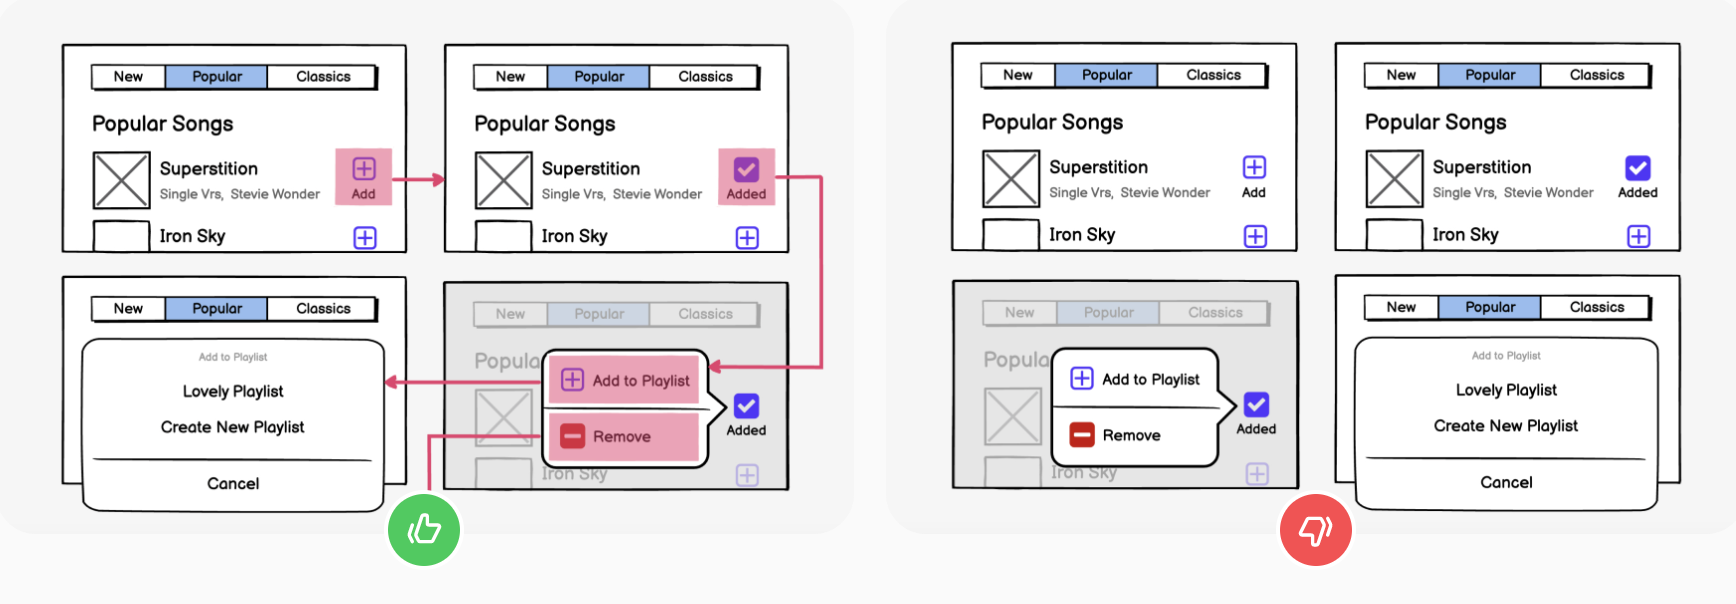 New Popular Classics
Popular Songs
Superstition
Single Vrs, Stevie Wonder
Add
Iron Sky
New Popular Classics
Popular Songs
Superstition
Single Vrs, Stevie Wonder
Added
Iron Sky
New Popular Classics
Add to Playlist
Lovely Playlist
Create New Playlist
Cancel
New Popular Classics
Popula
Add to Playlist
Remove
Added
Iron Sky
New Popular Classics
Popular Songs
Superstition
Single Vrs, Stevie Wonder
Add
Iron Sky
New Popular Classics
Popular Songs
Superstition
Single Vrs, Stevie Wonder
Added
Iron Sky
New Popular Classics
Popula
Add to Playlist
Remove
Added
Iron Sky
New Popular Classics
Add to Playlist
Lovely Playlist
Create New Playlist
Cancel